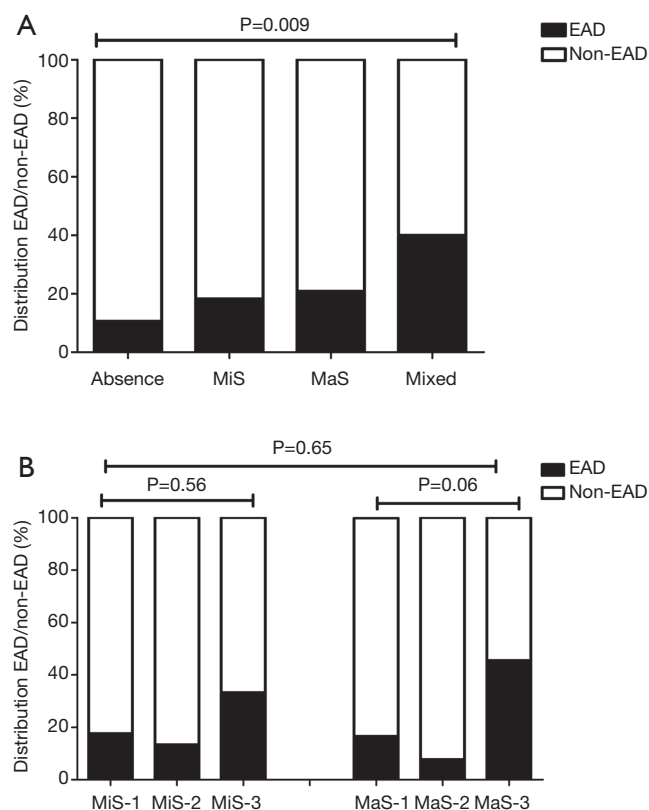 A
P=0.009
EAD
Non-EAD
Distribution EAD/non-EAD (%)
100
80
60
40
20
0
Absence MiS MaS Mixed
B
P=0.65
EAD
Non-EAD
P=0.56 P=0.06
Distribution EAD/non-EAD (%)
100
80
60
40
20
0
MiS-1 MiS-2 MiS-3 MaS-1 MaS-2 MaS-3